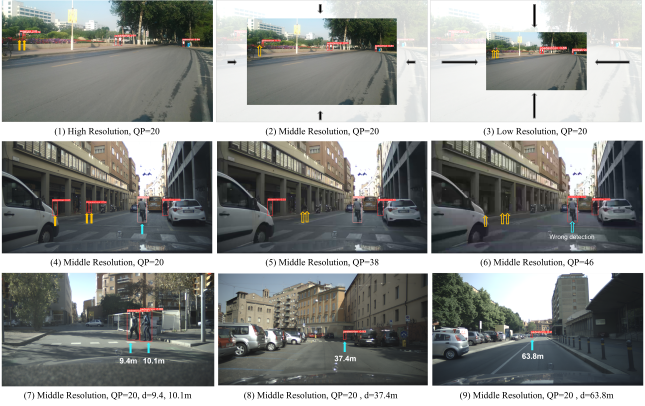 (1) High Resolution, QP=20
(2) Middle Resolution, QP=20
(3) Low Resolution, QP=20
Wrong detection
(4) Middle Resolution, QP=20
(5) Middle Resolution, QP=38
(6) Middle Resolution, QP=46
9.4m 10.1m
37.4m
63.8m
(7) Middle Resolution, QP=20, d=9.4, 10.1m
(8) Middle Resolution, QP=20 , d=37.4m
(9) Middle Resolution, QP=20 , d=63.8m